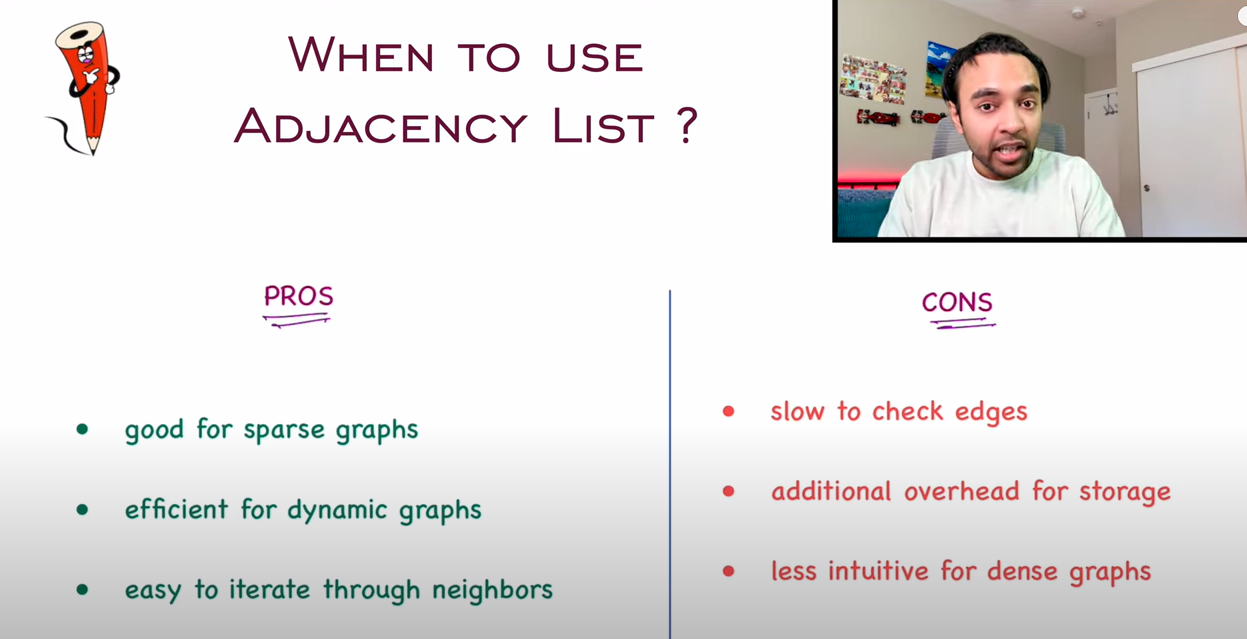 WHEN TO USE
ADJACENCY LIST ?
PROS
good for sparse graphs
efficient for dynamic graphs
easy to iterate through neighbors
CONS
slow to check edges
additional overhead for storage
less intuitive for dense graphs